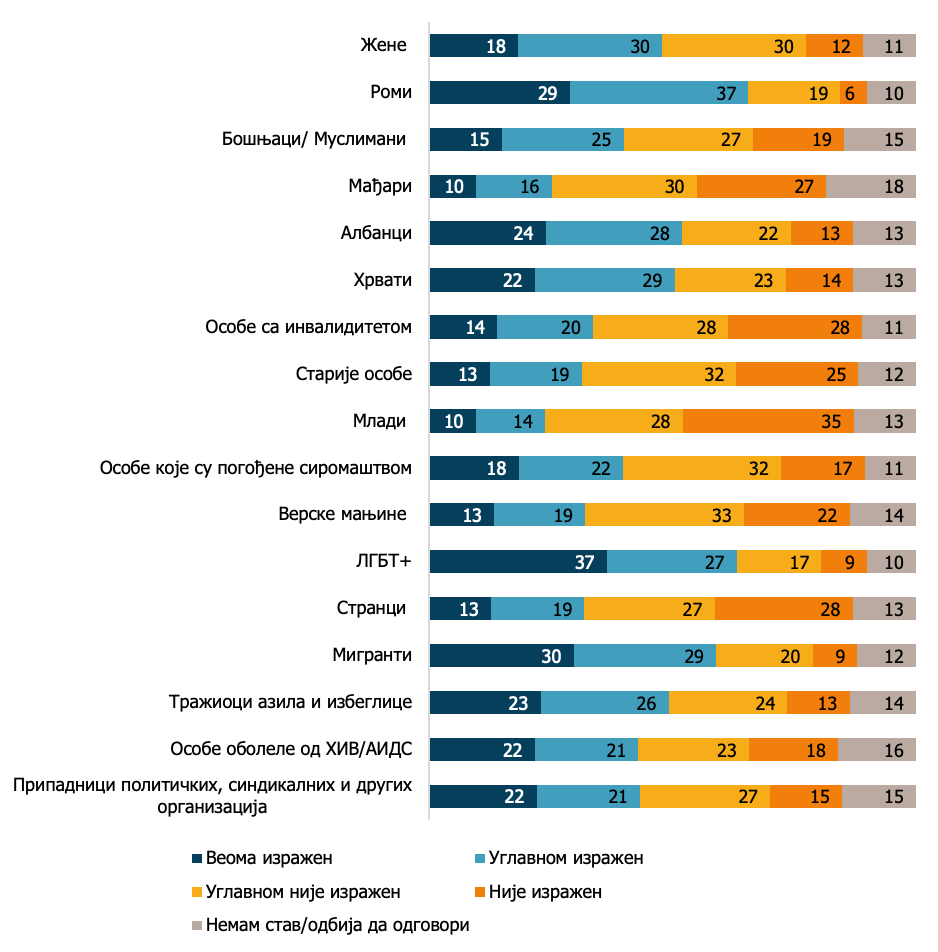 Жене 18 30 30 12 11
Роми 29 37 19 6 10
Бошњаци/ Муслимани 15 25 27 19 15
Мађари 10 16 30 27 18
Албанци 24 28 22 13 13
Хрвати 22 29 23 14 13
Особе са инвалидитетом 14 20 28 28 11
Старије особе 13 19 32 25 12
Млади 10 14 28 35 13
Особе које су погођене сиромаштвом 18 22 32 17 11
Верске мањине 13 19 33 22 14
ЛГБТ+ 37 27 17 9 10
Странци 13 19 27 28 13
Мигранти 30 29 20 9 12
Тражиоци азила и избеглице 23 26 24 13 14
Особе оболеле од ХИВ/АИДС 22 21 23 18 16
Припадници политичких, синдикалних и других
организација 22 21 27 15 15
Веома изражен Углавном изражен
Углавном није изражен Није изражен
Немам став/одбија да одговори